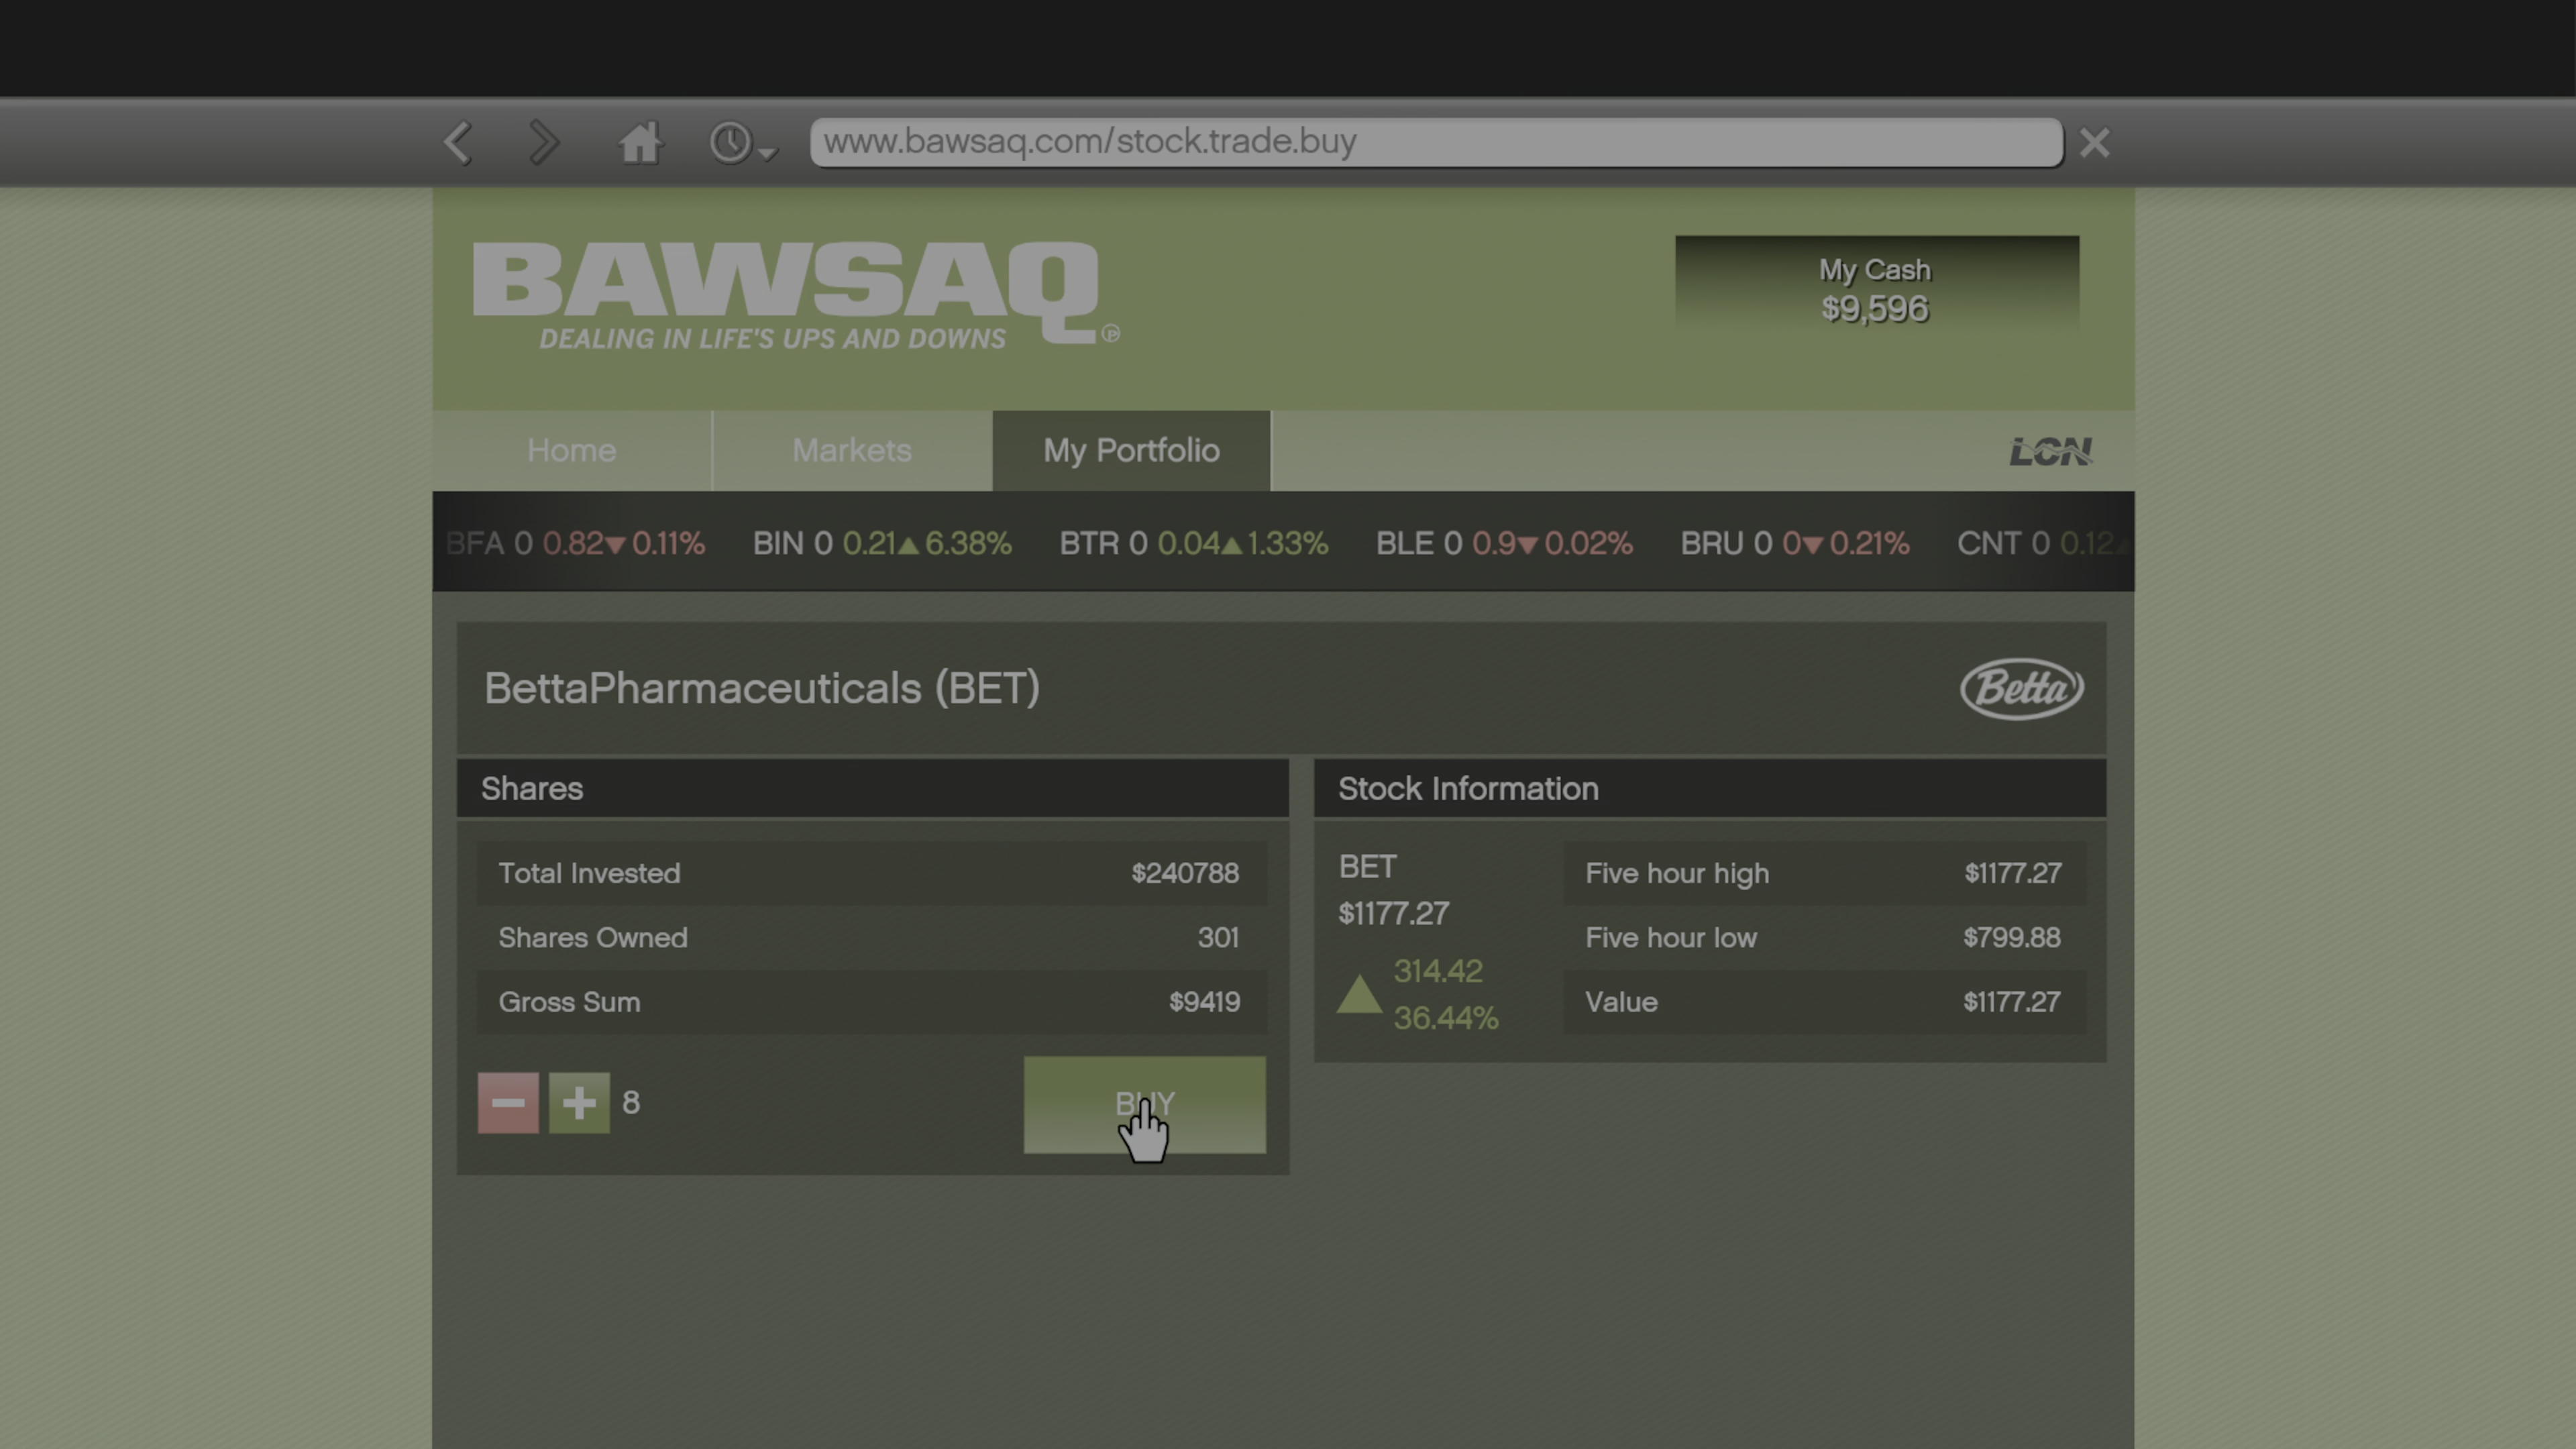 www.bawsaq.com/stock.trade.buy
BAWSAQ
DEALING IN LIFE'S UPS AND DOWNS
My Cash
$9,596
Home Markets My Portfolio LCN
BFA 0 0.82▼0.11% BIN 0 0.21▲6.38% BTR 0 0.04▲1.33% BLE 0 0.9▼0.02% BRU 0 0▼0.21% CNT 0 0.12
BettaPharmaceuticals (BET)
Betta
Shares
Total Invested $240788
Shares Owned 301
Gross Sum $9419
8
BUY
Stock Information
BET
$1177.27
314.42
36.44%
Five hour high $1177.27
Five hour low $799.88
Value $1177.27